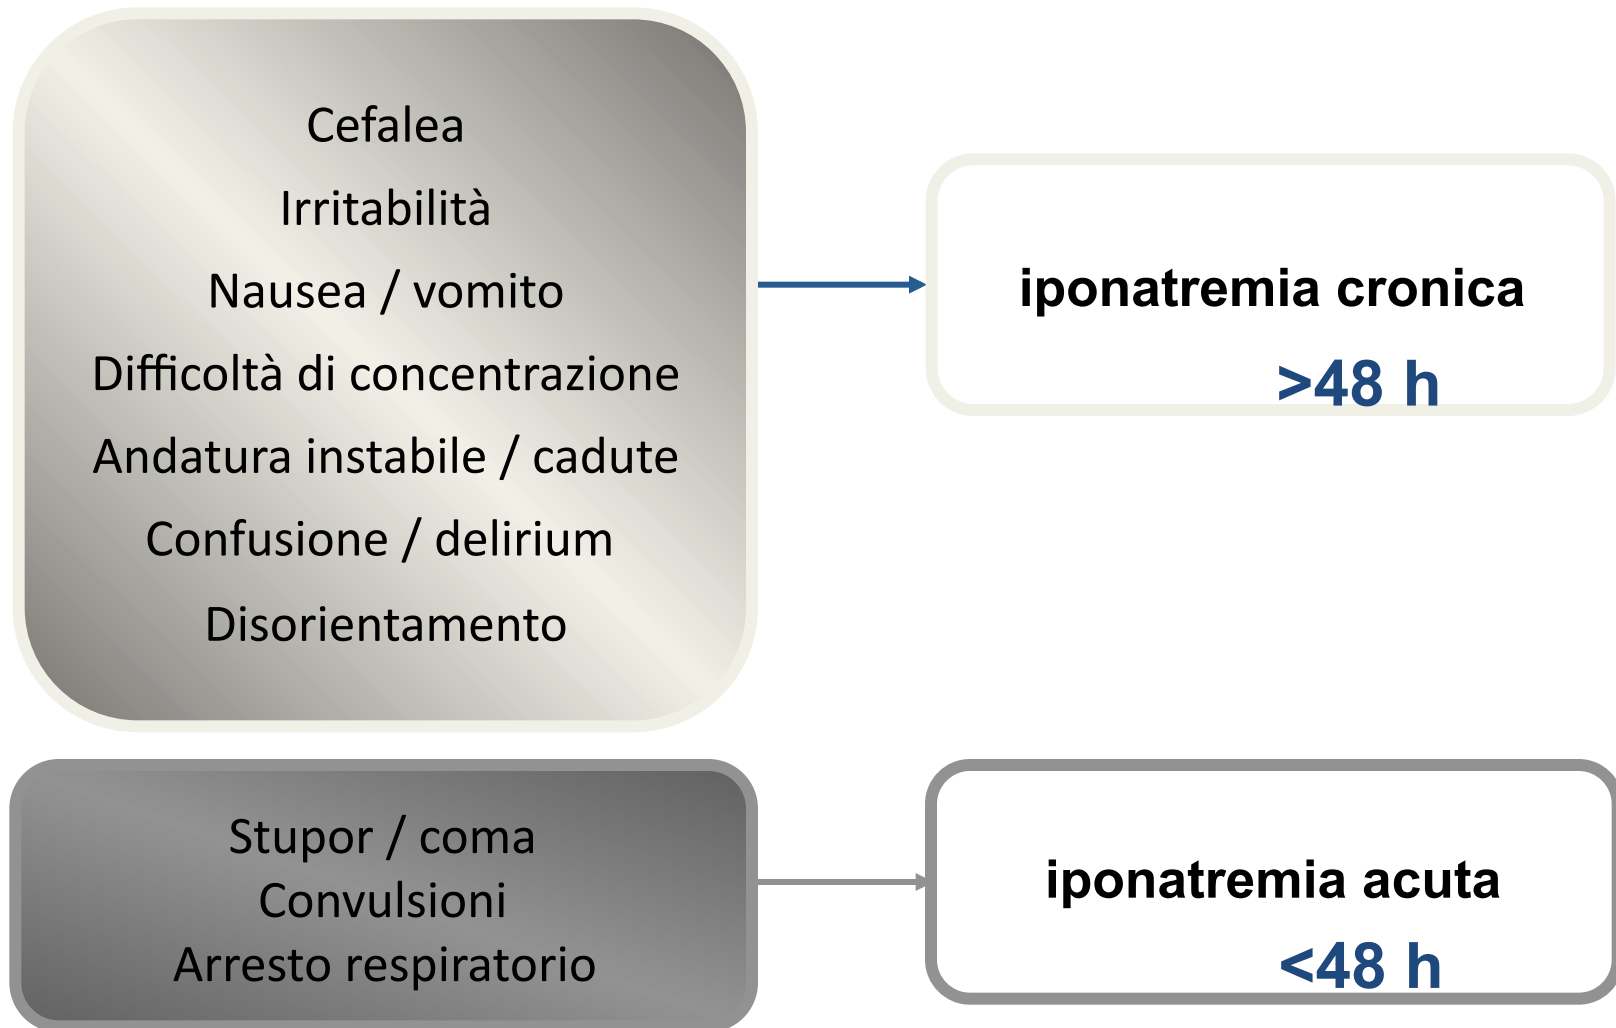 Cefalea
Irritabilità
Nausea / vomito
Difficoltà di concentrazione
Andatura instabile / cadute
Confusione / delirium
Disorientamento
iponatremia cronica
>48 h
Stupor / coma
Convulsioni
Arresto respiratorio
iponatremia acuta
<48 h